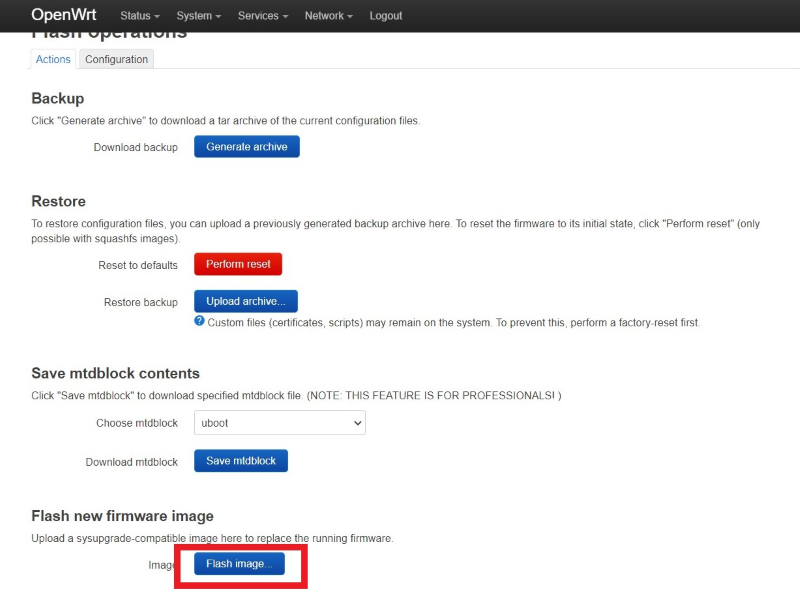 OpenWrt Status System Services Network Logout
Flash operations
Actions Configuration
Backup
Click "Generate archive" to download a tar archive of the current configuration files.
Download backup Generate archive
Restore
To restore configuration files, you can upload a previously generated backup archive here. To reset the firmware to its initial state, click "Perform reset" (only
possible with squashfs images).
Reset to defaults Perform reset
Restore backup Upload archive...
? Custom files (certificates, scripts) may remain on the system. To prevent this, perform a factory-reset first.
Save mtdblock contents
Click "Save mtdblock" to download specified mtdblock file. (NOTE: THIS FEATURE IS FOR PROFESSIONALS! )
Choose mtdblock uboot
Download mtdblock Save mtdblock
Flash new firmware image
Upload a sysupgrade-compatible image here to replace the running firmware.
Image Flash image...